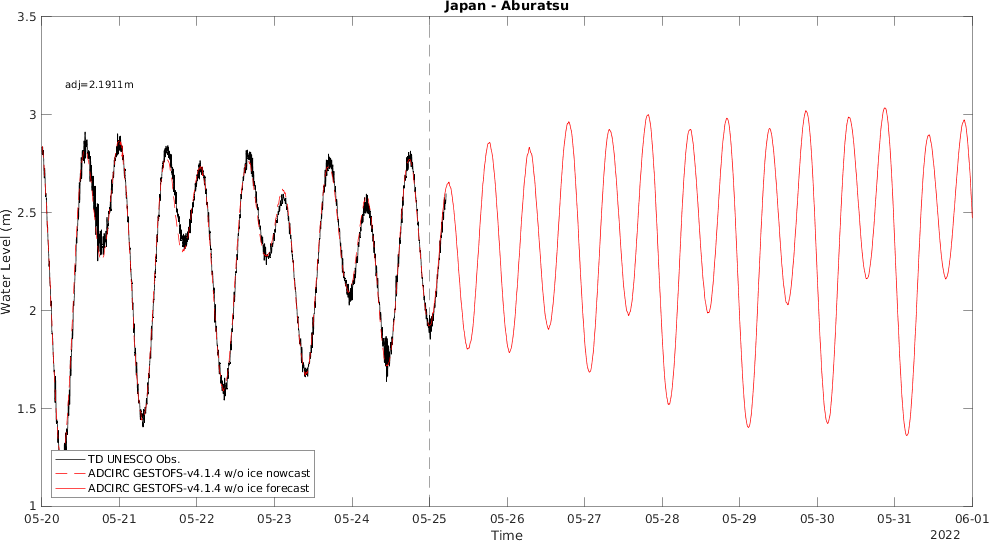 Japan - Aburatsu
3.5
adj=2.1911m
3
2.5
2
1.5
1
Water Level (m)
TD UNESCO Obs.
ADCIRC GESTOFS-v4.1.4 w/o ice nowcast
ADCIRC GESTOFS-v4.1.4 w/o ice forecast
05-20 05-21 05-22 05-23 05-24 05-25 05-26 05-27 05-28 05-29 05-30 05-31 06-01
Time
2022